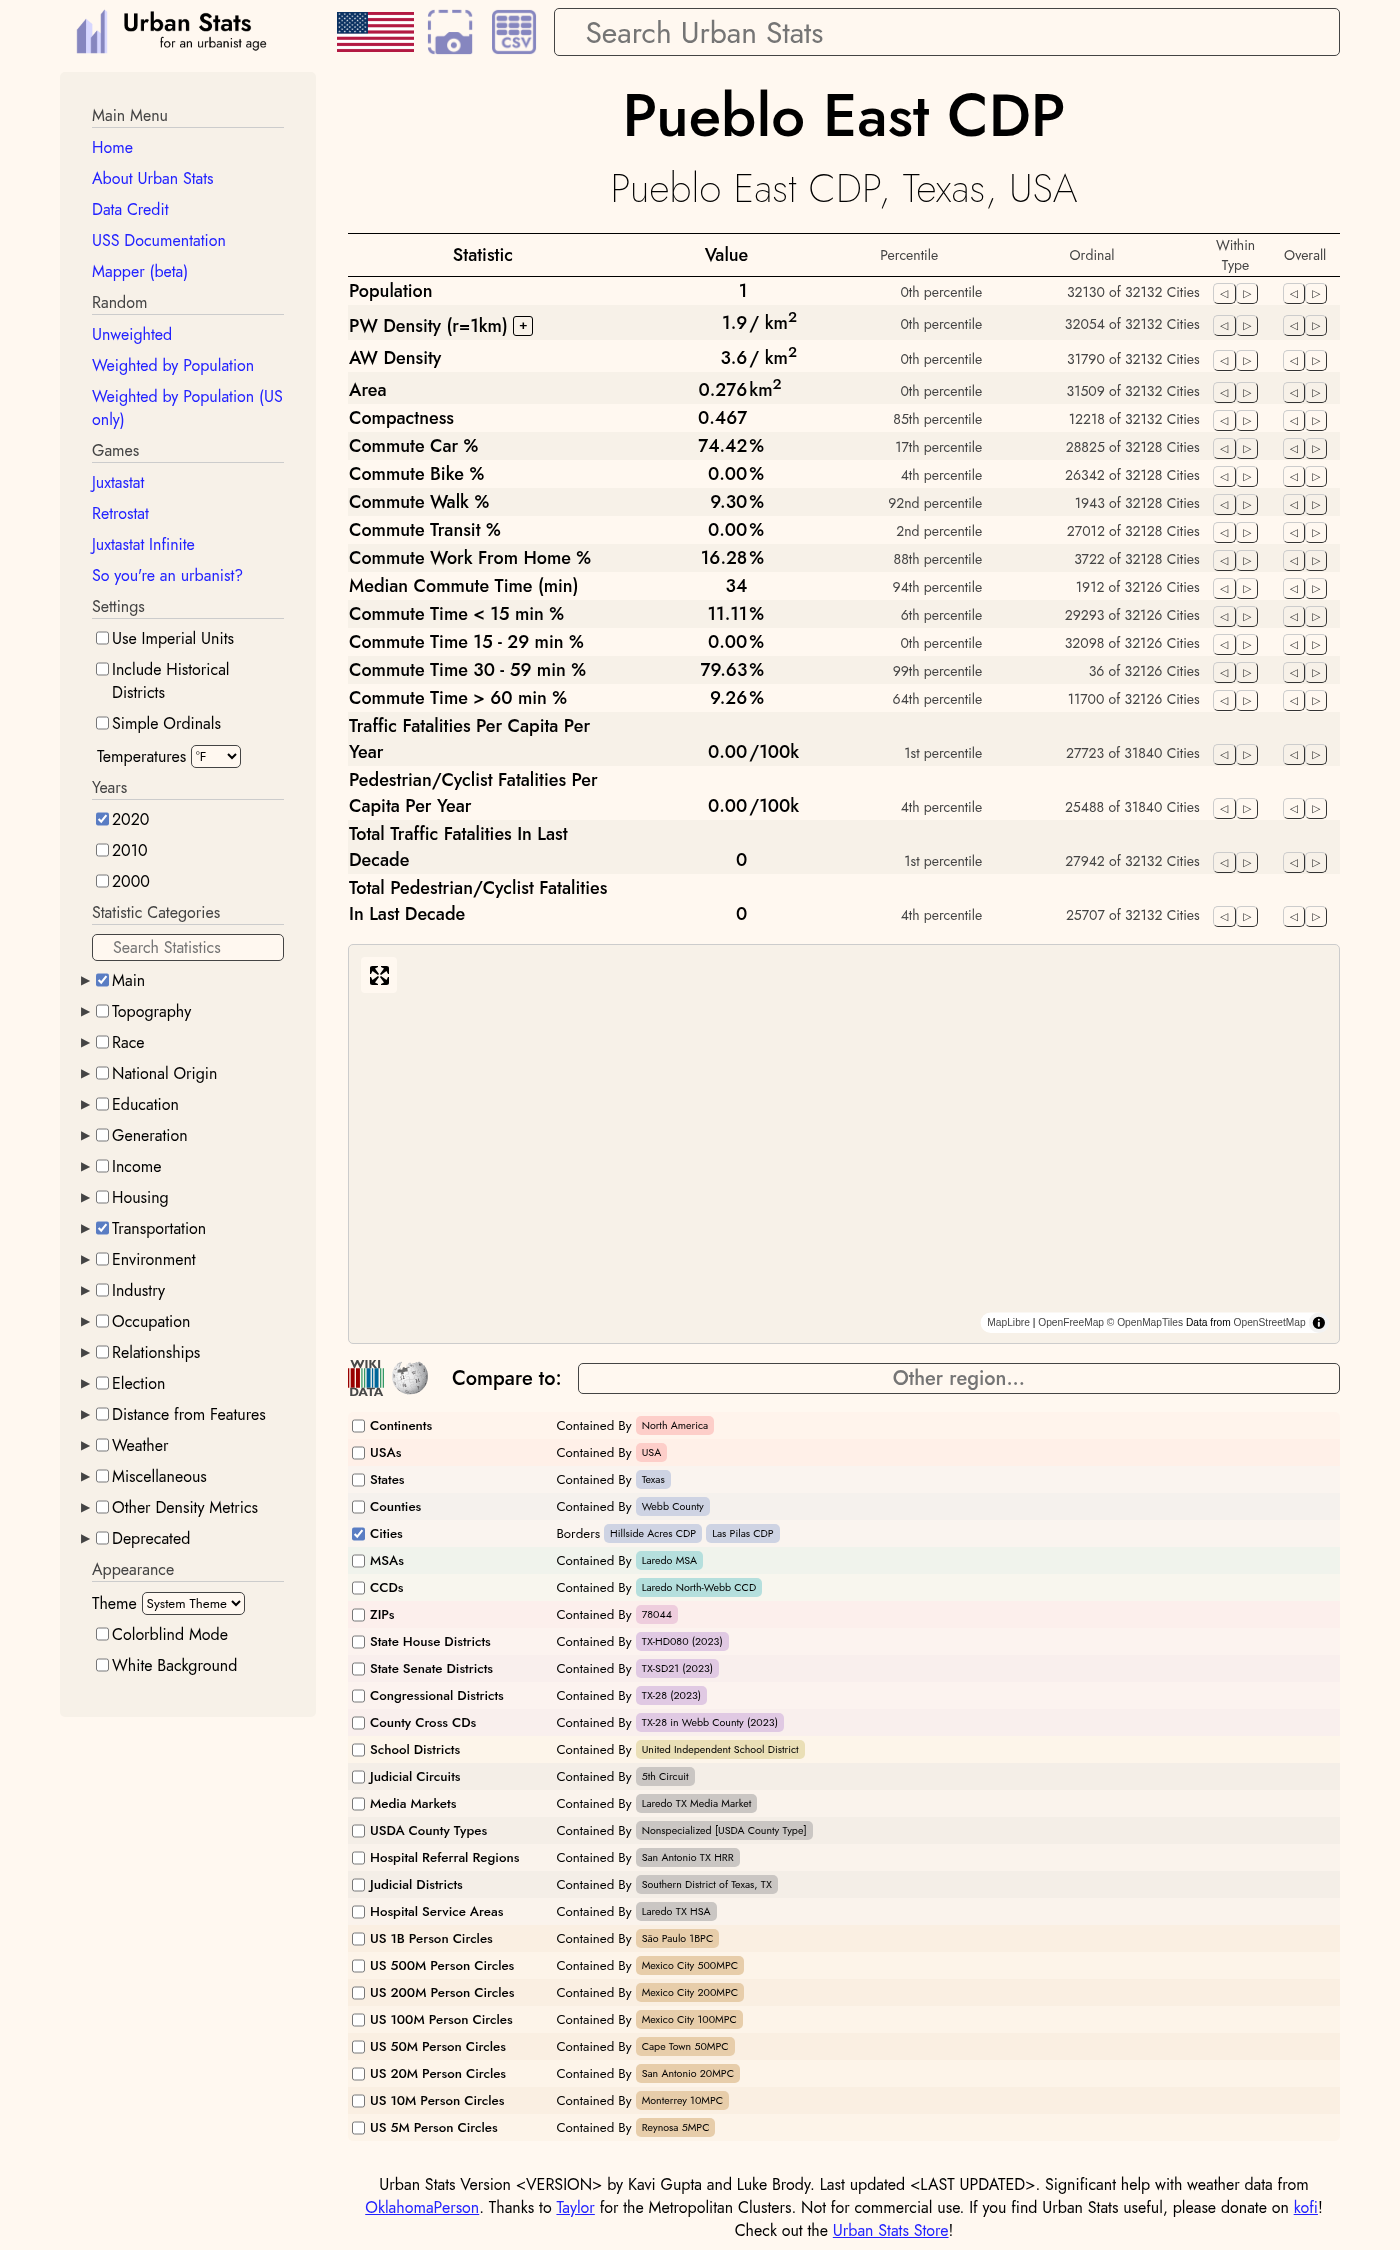 Urban Stats
for an urbanist age
CSV
Search Urban Stats
Main Menu
Home
About Urban Stats
Data Credit
USS Documentation
Mapper (beta)
Random
Unweighted
Weighted by Population
Weighted by Population (US
only)
Games
Juxtastat
Retrostat
Juxtastat Infinite
So you're an urbanist?
Settings
Use Imperial Units
Include Historical
Districts
Simple Ordinals
Temperatures °F
Years
2020
2010
2000
Statistic Categories
Search Statistics
Main
Topography
Race
National Origin
Education
Generation
Income
Housing
Transportation
Environment
Industry
Occupation
Relationships
Election
Distance from Features
Weather
Miscellaneous
Other Density Metrics
Deprecated
Appearance
Theme System Theme
Colorblind Mode
White Background
Pueblo East CDP
Pueblo East CDP, Texas, USA
Statistic Value Percentile Ordinal Within Type Overall
Population 1 0th percentile 32130 of 32132 Cities
PW Density (r=1km) + 1.9 / km2 0th percentile 32054 of 32132 Cities
AW Density 3.6 / km2 0th percentile 31790 of 32132 Cities
Area 0.276 km2 0th percentile 31509 of 32132 Cities
Compactness 0.467 85th percentile 12218 of 32132 Cities
Commute Car % 74.42% 17th percentile 28825 of 32128 Cities
Commute Bike % 0.00% 4th percentile 26342 of 32128 Cities
Commute Walk % 9.30% 92nd percentile 1943 of 32128 Cities
Commute Transit % 0.00% 2nd percentile 27012 of 32128 Cities
Commute Work From Home % 16.28% 88th percentile 3722 of 32128 Cities
Median Commute Time (min) 34 94th percentile 1912 of 32126 Cities
Commute Time < 15 min % 11.11% 6th percentile 29293 of 32126 Cities
Commute Time 15 - 29 min % 0.00% 0th percentile 32098 of 32126 Cities
Commute Time 30 - 59 min % 79.63% 99th percentile 36 of 32126 Cities
Commute Time > 60 min % 9.26% 64th percentile 11700 of 32126 Cities
Traffic Fatalities Per Capita Per
Year 0.00 /100k 1st percentile 27723 of 31840 Cities
Pedestrian/Cyclist Fatalities Per
Capita Per Year 0.00 /100k 4th percentile 25488 of 31840 Cities
Total Traffic Fatalities In Last
Decade 0 1st percentile 27942 of 32132 Cities
Total Pedestrian/Cyclist Fatalities
In Last Decade 0 4th percentile 25707 of 32132 Cities
MapLibre | OpenFreeMap © OpenMapTiles Data from OpenStreetMap
WIKI
DATA
Compare to: Other region...
Continents Contained By North America
USAs Contained By USA
States Contained By Texas
Counties Contained By Webb County
Cities Borders Hillside Acres CDP Las Pilas CDP
MSAs Contained By Laredo MSA
CCDs Contained By Laredo North-Webb CCD
ZIPs Contained By 78044
State House Districts Contained By TX-HD080 (2023)
State Senate Districts Contained By TX-SD21 (2023)
Congressional Districts Contained By TX-28 (2023)
County Cross CDs Contained By TX-28 in Webb County (2023)
School Districts Contained By United Independent School District
Judicial Circuits Contained By 5th Circuit
Media Markets Contained By Laredo TX Media Market
USDA County Types Contained By Nonspecialized [USDA County Type]
Hospital Referral Regions Contained By San Antonio TX HRR
Judicial Districts Contained By Southern District of Texas, TX
Hospital Service Areas Contained By Laredo TX HSA
US 1B Person Circles Contained By São Paulo 1BPC
US 500M Person Circles Contained By Mexico City 500MPC
US 200M Person Circles Contained By Mexico City 200MPC
US 100M Person Circles Contained By Mexico City 100MPC
US 50M Person Circles Contained By Cape Town 50MPC
US 20M Person Circles Contained By San Antonio 20MPC
US 10M Person Circles Contained By Monterrey 10MPC
US 5M Person Circles Contained By Reynosa 5MPC
Urban Stats Version <VERSION> by Kavi Gupta and Luke Brody. Last updated <LAST UPDATED>. Significant help with weather data from
OklahomaPerson. Thanks to Taylor for the Metropolitan Clusters. Not for commercial use. If you find Urban Stats useful, please donate on kofi!
Check out the Urban Stats Store!